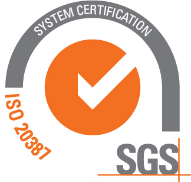 SYSTEM CERTIFICATION
ISO 20387
SGS